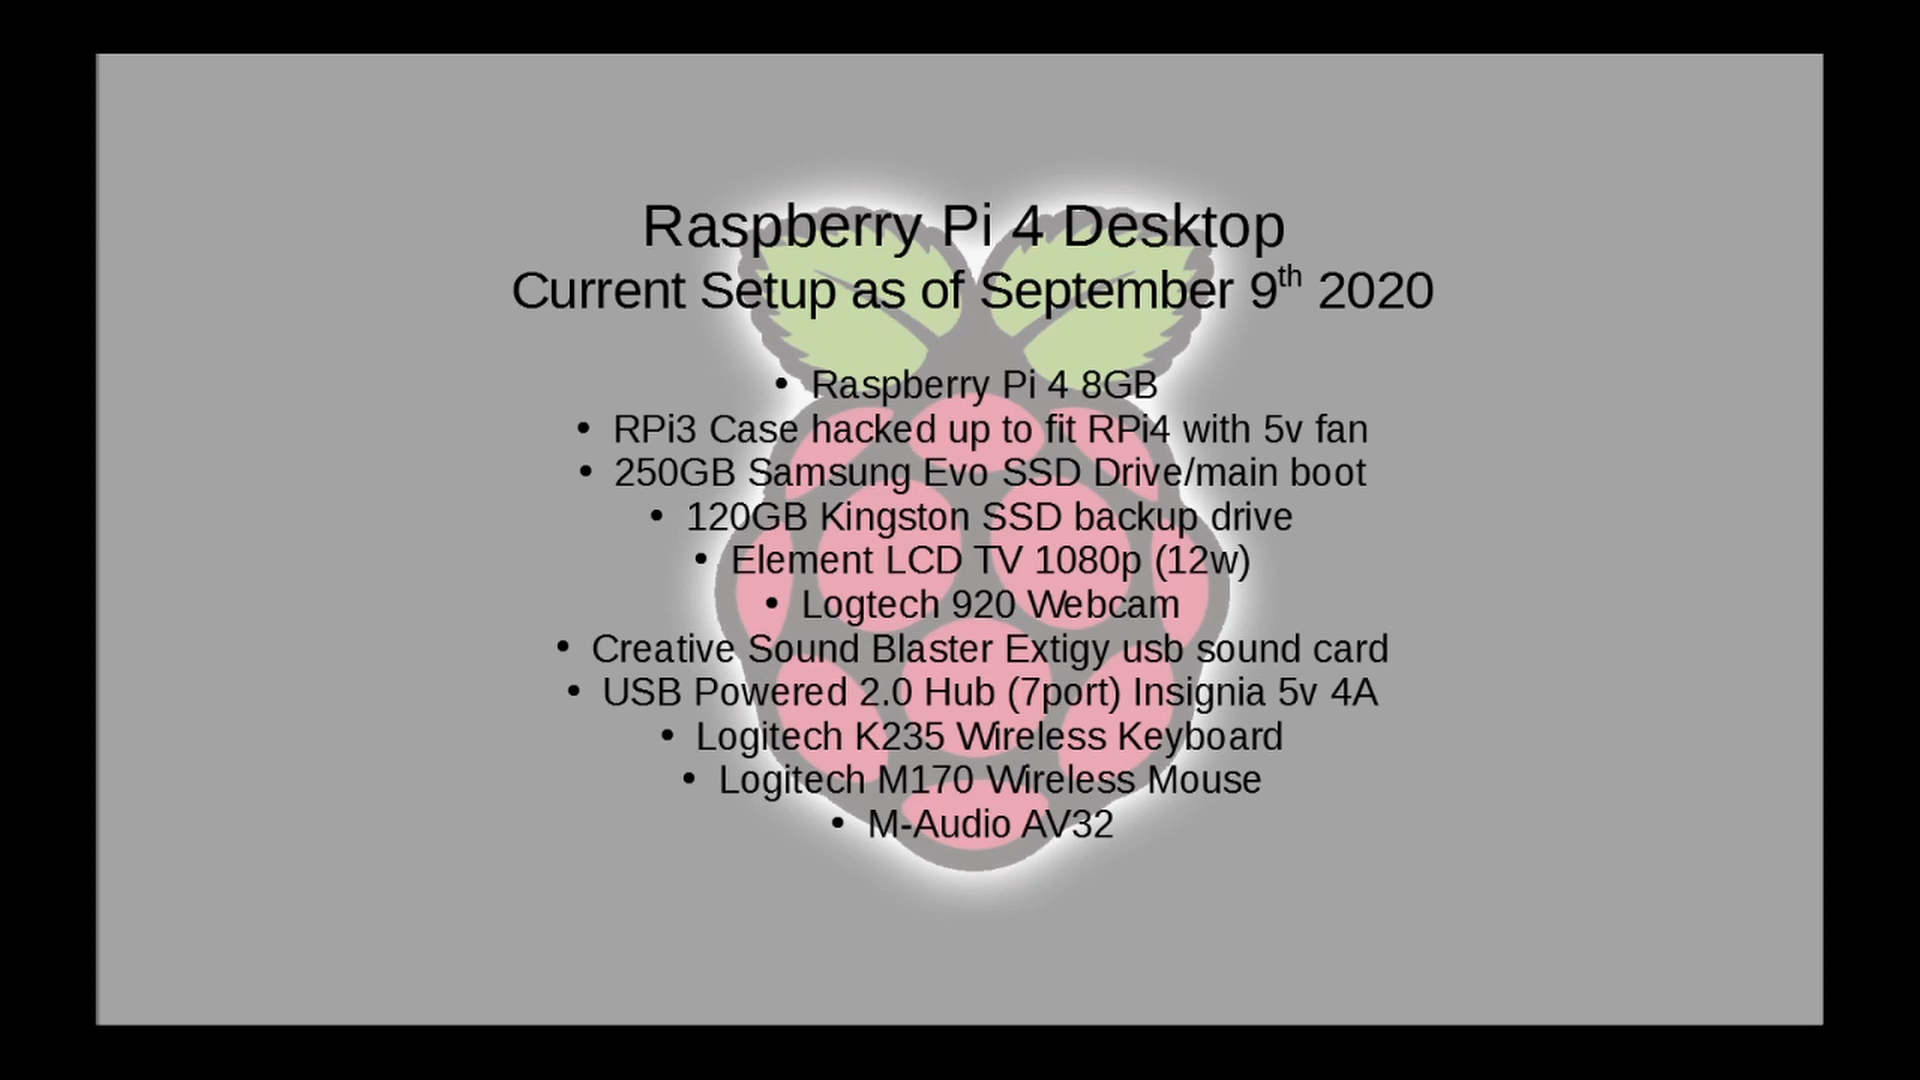 Raspberry Pi 4 Desktop
Current Setup as of September 9th 2020
• Raspberry Pi 4 8GB
• RPi3 Case hacked up to fit RPi4 with 5v fan
• 250GB Samsung Evo SSD Drive/main boot
• 120GB Kingston SSD backup drive
• Element LCD TV 1080p (12w)
• Logtech 920 Webcam
• Creative Sound Blaster Extigy usb sound card
• USB Powered 2.0 Hub (7port) Insignia 5v 4A
• Logitech K235 Wireless Keyboard
• Logitech M170 Wireless Mouse
• M-Audio AV32